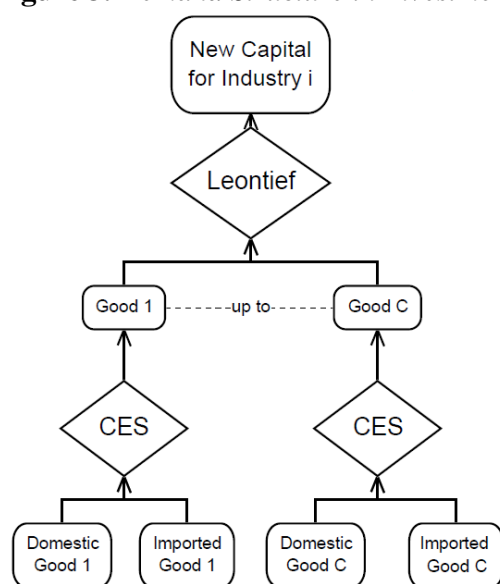 New Capital
for Industry i
Leontief
Good 1
up to
Good C
CES
CES
Domestic
Good 1
Imported
Good 1
Domestic
Good C
Imported
Good C